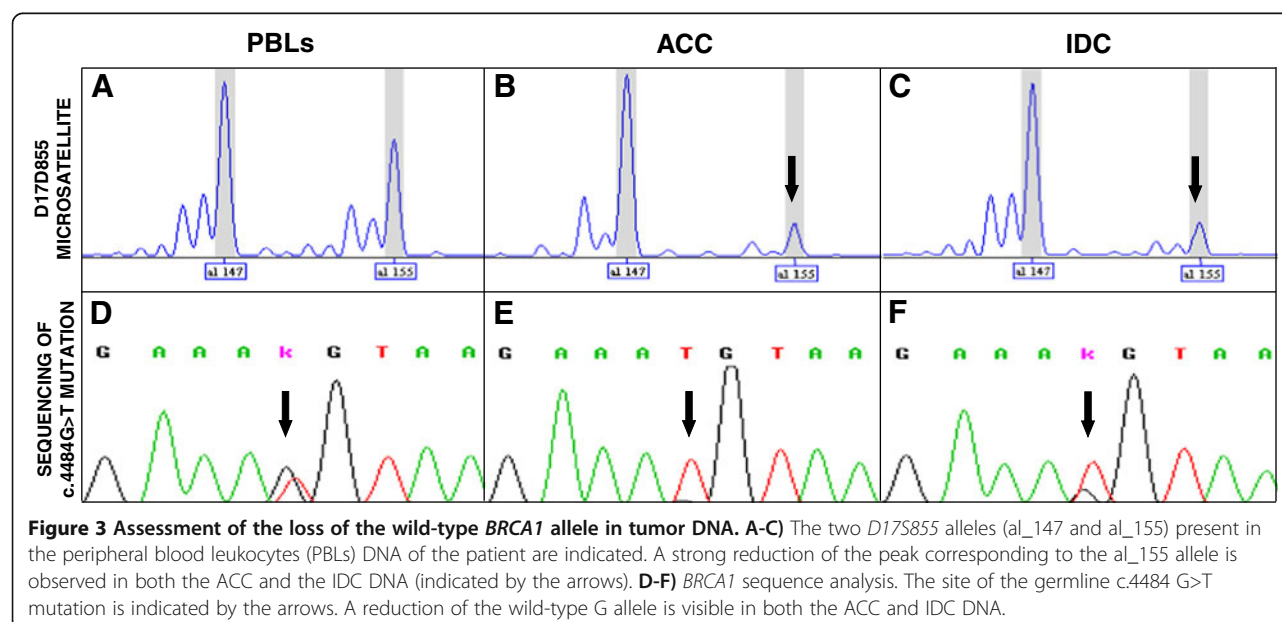 PBLs ACC IDC
D17D855
MICROSATELLITE
A B C
al 147 al 155 al 147 al 155 al 147 al 155
SEQUENCING OF
c.4484G>T MUTATION
D E F
G A A A k G T A A G A A A T G T A A G A A A k G T A A
Figure 3 Assessment of the loss of the wild-type BRCA1 allele in tumor DNA. A-C) The two D17S855 alleles (al_147 and al_155) present in
the peripheral blood leukocytes (PBLs) DNA of the patient are indicated. A strong reduction of the peak corresponding to the al_155 allele is
observed in both the ACC and the IDC DNA (indicated by the arrows). D-F) BRCA1 sequence analysis. The site of the germline c.4484 G>T
mutation is indicated by the arrows. A reduction of the wild-type G allele is visible in both the ACC and IDC DNA.